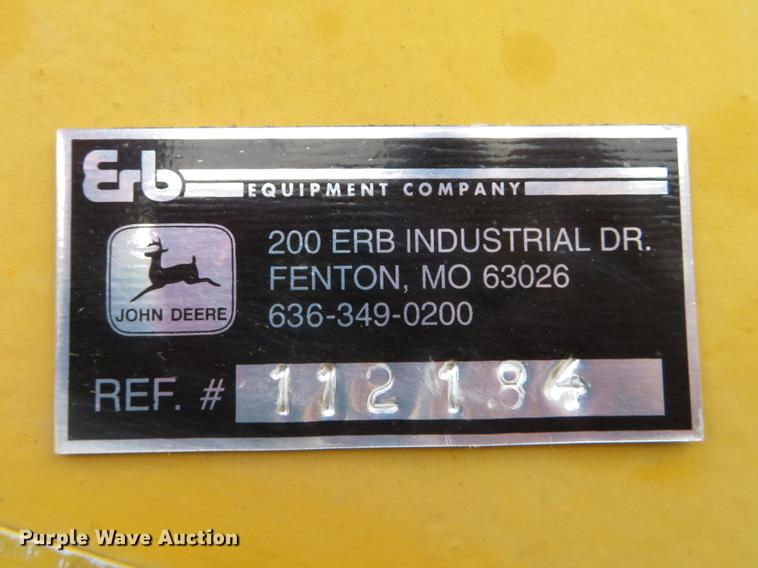 Erb
EQUIPMENT COMPANY
200 ERB INDUSTRIAL DR.
FENTON, MO 63026
636-349-0200
JOHN DEERE
REF. # 112194
Purple Wave Auction